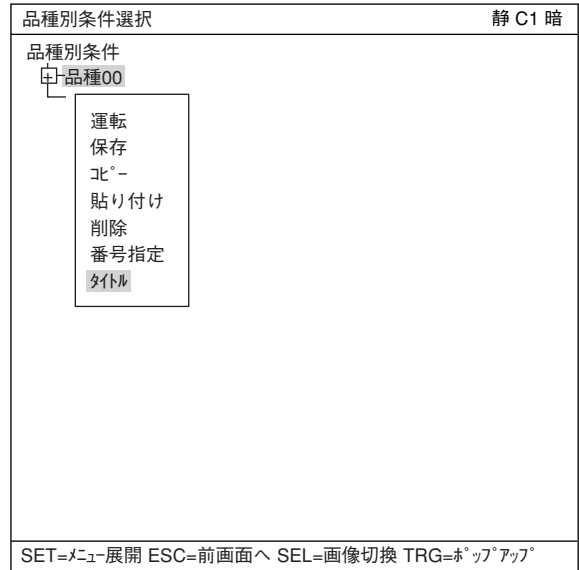 品種別条件選択 静 C1 暗
品種別条件
品種00
運転
保存
ｺﾋﾟｰ
貼り付け
削除
番号指定
ﾀｲﾄﾙ
SET=ﾒﾆｭｰ展開 ESC=前画面へ SEL=画像切換 TRG=ﾎﾟｯﾌﾟｱｯﾌﾟ